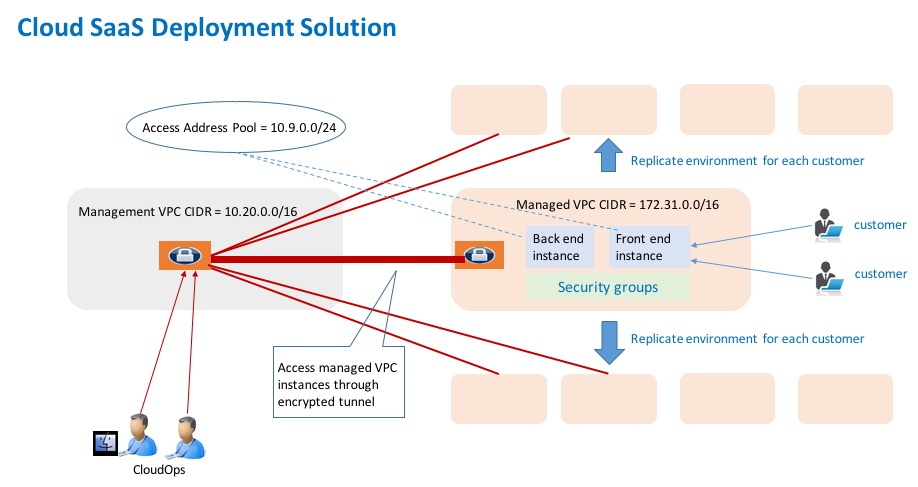 Cloud SaaS Deployment Solution
Access Address Pool = 10.9.0.0/24
Replicate environment for each customer
Management VPC CIDR = 10.20.0.0/16
Managed VPC CIDR = 172.31.0.0/16
Back end
instance
Front end
instance
Security groups
customer
customer
Replicate environment for each customer
Access managed VPC
instances through
encrypted tunnel
CloudOps